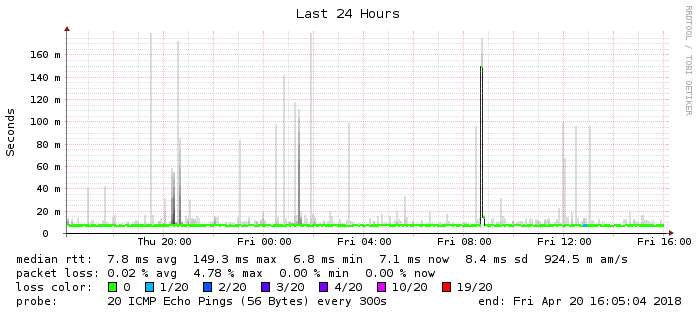 Last 24 Hours
RRDTOOL / TOBI OETIKER
Seconds
160 m
140 m
120 m
100 m
80 m
60 m
40 m
20 m
0
Thu 20:00 Fri 00:00 Fri 04:00 Fri 08:00 Fri 12:00 Fri 16:00
median rtt: 7.8 ms avg 149.3 ms max 6.8 ms min 7.1 ms now 8.4 ms sd 924.5 m am/s
packet loss: 0.02 % avg 4.78 % max 0.00 % min 0.00 % now
loss color: 0 1/20 2/20 3/20 4/20 10/20 19/20
probe: 20 ICMP Echo Pings (56 Bytes) every 300s end: Fri Apr 20 16:05:04 2018